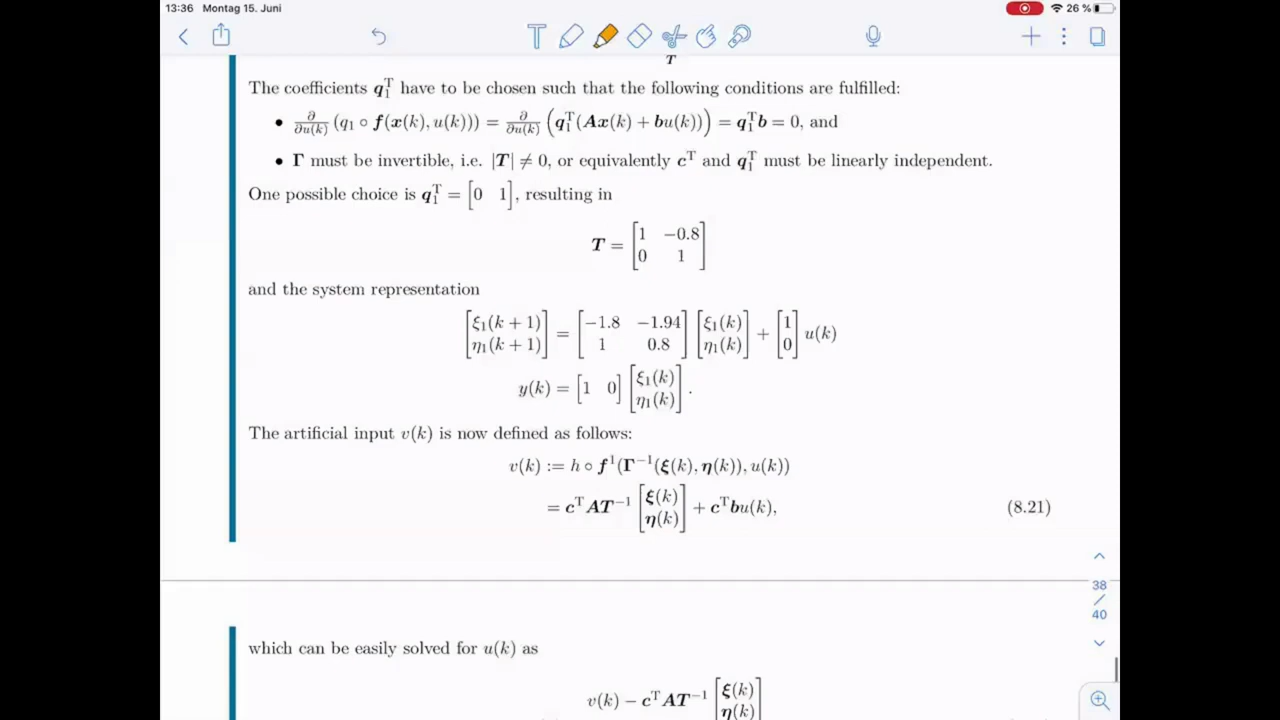 13:36 Montag 15. Juni 26 %
T
The coefficients q₁ᵀ have to be chosen such that the following conditions are fulfilled:
• ∂/∂u(k) (q₁ ∘ f(x(k), u(k))) = ∂/∂u(k) (q₁ᵀ(Ax(k) + bu(k))) = q₁ᵀb = 0, and
• Γ must be invertible, i.e. |T| ≠ 0, or equivalently cᵀ and q₁ᵀ must be linearly independent.
One possible choice is q₁ᵀ = [0 1], resulting in
T = [1 −0.8; 0 1]
and the system representation
[ξ₁(k + 1); η₁(k + 1)] = [−1.8 −1.94; 1 0.8] [ξ₁(k); η₁(k)] + [1; 0] u(k)
y(k) = [1 0] [ξ₁(k); η₁(k)] .
The artificial input v(k) is now defined as follows:
v(k) := h ∘ f¹(Γ⁻¹(ξ(k), η(k)), u(k))
= cᵀAT⁻¹ [ξ(k); η(k)] + cᵀbu(k), (8.21)
38
/
40
which can be easily solved for u(k) as
v(k) − cᵀAT⁻¹ [ξ(k); η(k)]